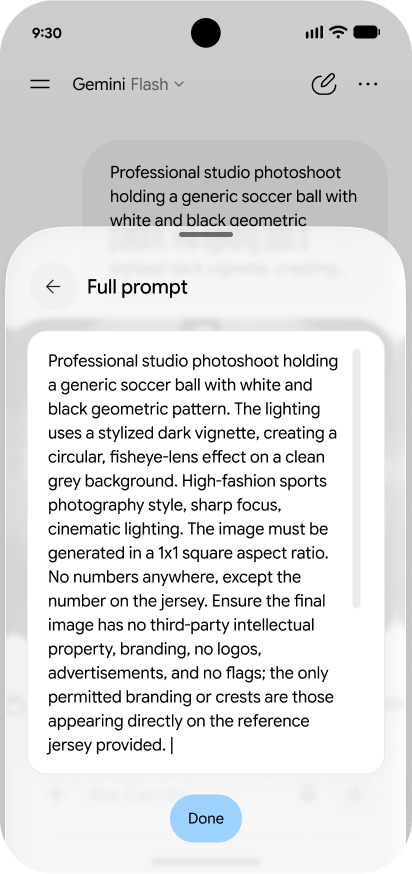 9:30
Gemini Flash
Professional studio photoshoot
holding a generic soccer ball with
white and black geometric
Full prompt
Professional studio photoshoot holding
a generic soccer ball with white and
black geometric pattern. The lighting
uses a stylized dark vignette, creating a
circular, fisheye-lens effect on a clean
grey background. High-fashion sports
photography style, sharp focus,
cinematic lighting. The image must be
generated in a 1x1 square aspect ratio.
No numbers anywhere, except the
number on the jersey. Ensure the final
image has no third-party intellectual
property, branding, no logos,
advertisements, and no flags; the only
permitted branding or crests are those
appearing directly on the reference
jersey provided.
Done